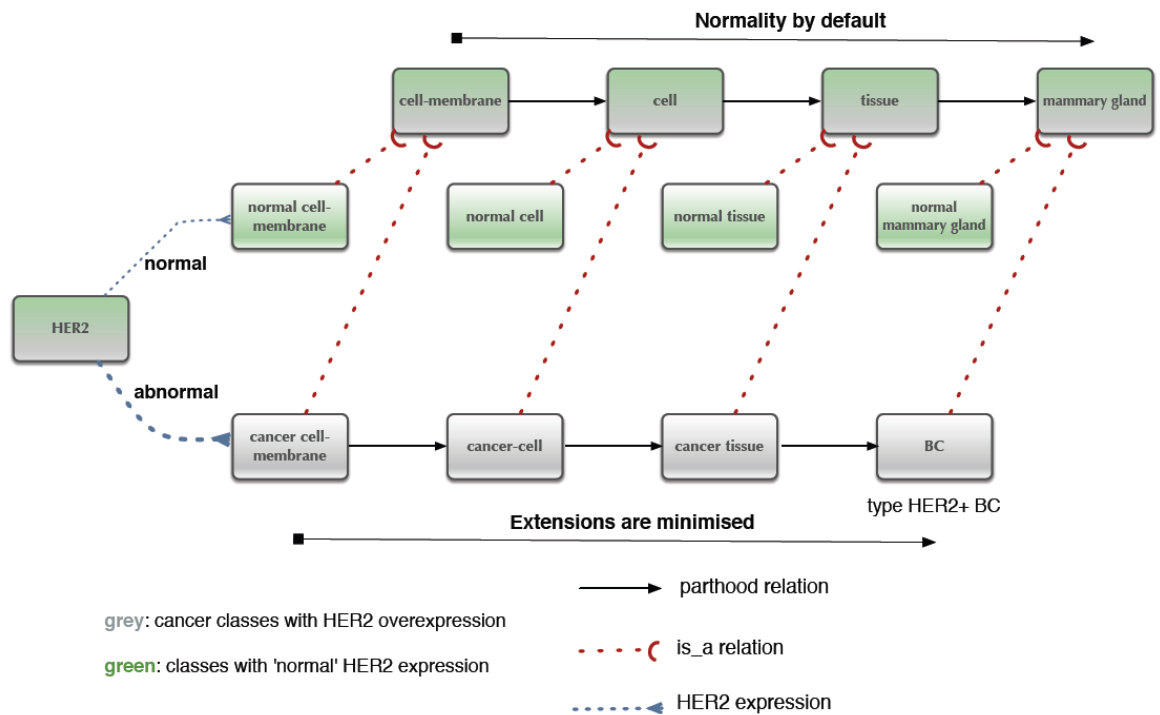 Normality by default
cell-membrane
cell
tissue
mammary gland
normal cell-
membrane
normal cell
normal tissue
normal
mammary gland
normal
HER2
abnormal
cancer cell-
membrane
cancer-cell
cancer tissue
BC
type HER2+ BC
Extensions are minimised
parthood relation
grey: cancer classes with HER2 overexpression
is_a relation
green: classes with 'normal' HER2 expression
HER2 expression